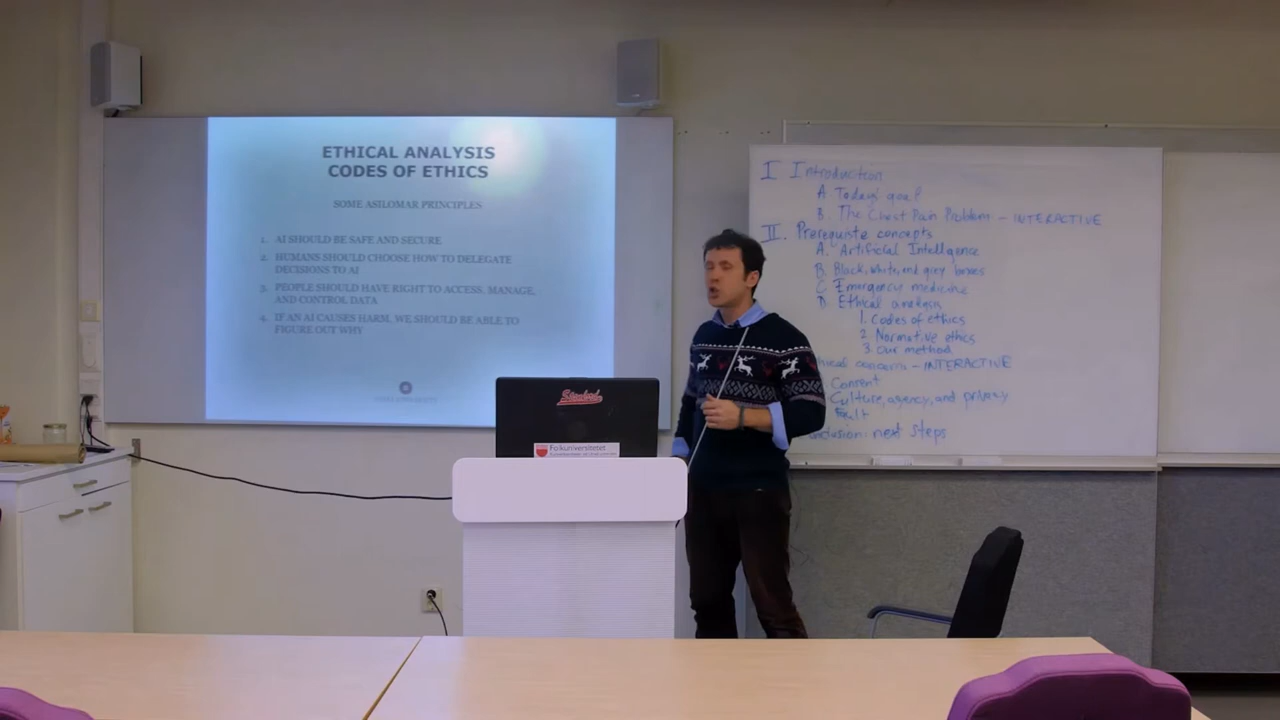 ETHICAL ANALYSIS
CODES OF ETHICS
SOME ASILOMAR PRINCIPLES
1. AI SHOULD BE SAFE AND SECURE
2. HUMANS SHOULD CHOOSE HOW TO DELEGATE
DECISIONS TO AI
3. PEOPLE SHOULD HAVE RIGHT TO ACCESS, MANAGE,
AND CONTROL DATA
4. IF AN AI CAUSES HARM, WE SHOULD BE ABLE TO
FIGURE OUT WHY
UNIVERSITY
Stanford
Folkuniversitetet
I Introduction
A. Today's goal
B. The Chest Pain Problem - INTERACTIVE
II. Prerequiste concepts
A. Artificial Intelligence
B. Black, white, and grey boxes
C. Emergency medicine
D. Ethical analysis
1. Codes of ethics
2. Normative ethics
3. Our method
concerns - INTERACTIVE
Consent
Culture, agency, and privacy
Fault
next steps